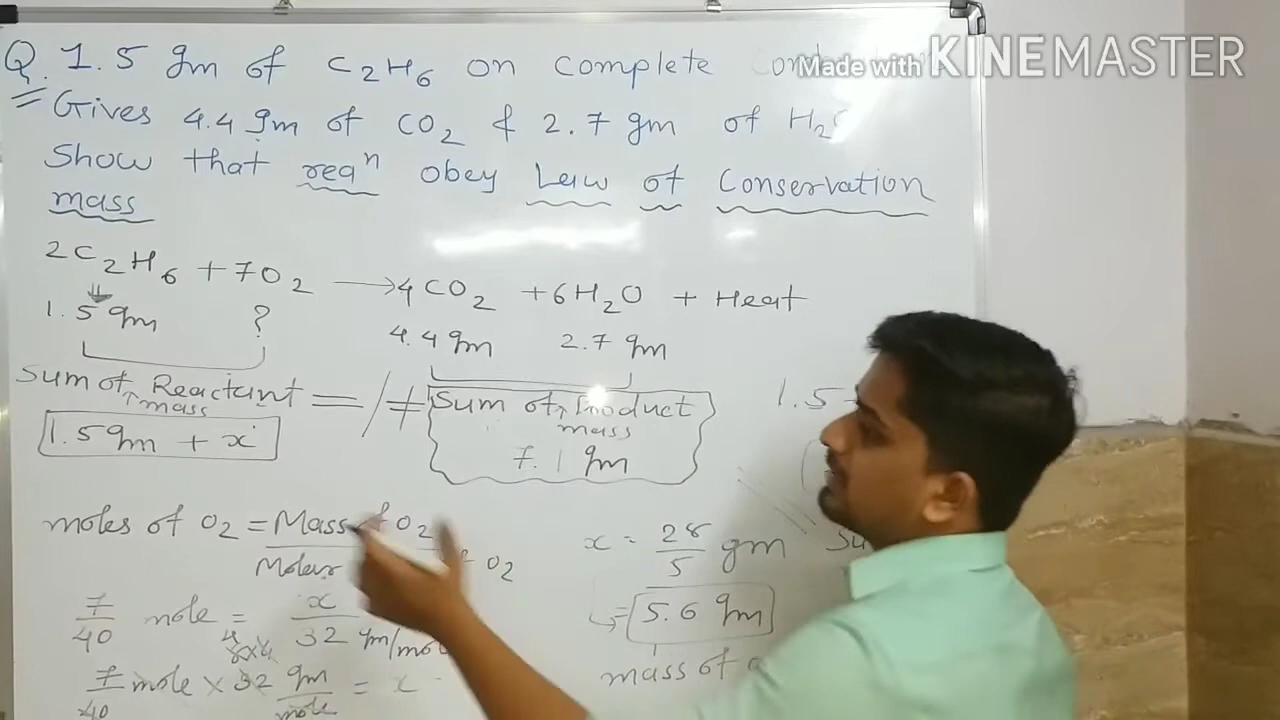 Q. 1.5 gm of C2H6 on complete
Made with KINEMASTER
Gives 4.4 gm of CO2 & 2.7 gm of H2O
Show that reaⁿ obey Law of Conservation
mass
2C2H6 + 7O2 → 4CO2 + 6H2O + Heat
1.5 gm ? 4.4 gm 2.7 gm
Sum of Reactant = / ≠ Sum of Product
mass mass
1.5 gm + x 7.1 gm
1.5
moles of O2 = Mass of O2
Molar O2
x = 28/5 gm
7/40 mole = x/32 gm/mol
= 5.6 gm
7/40 mole × 32 gm/mole = x
mass of